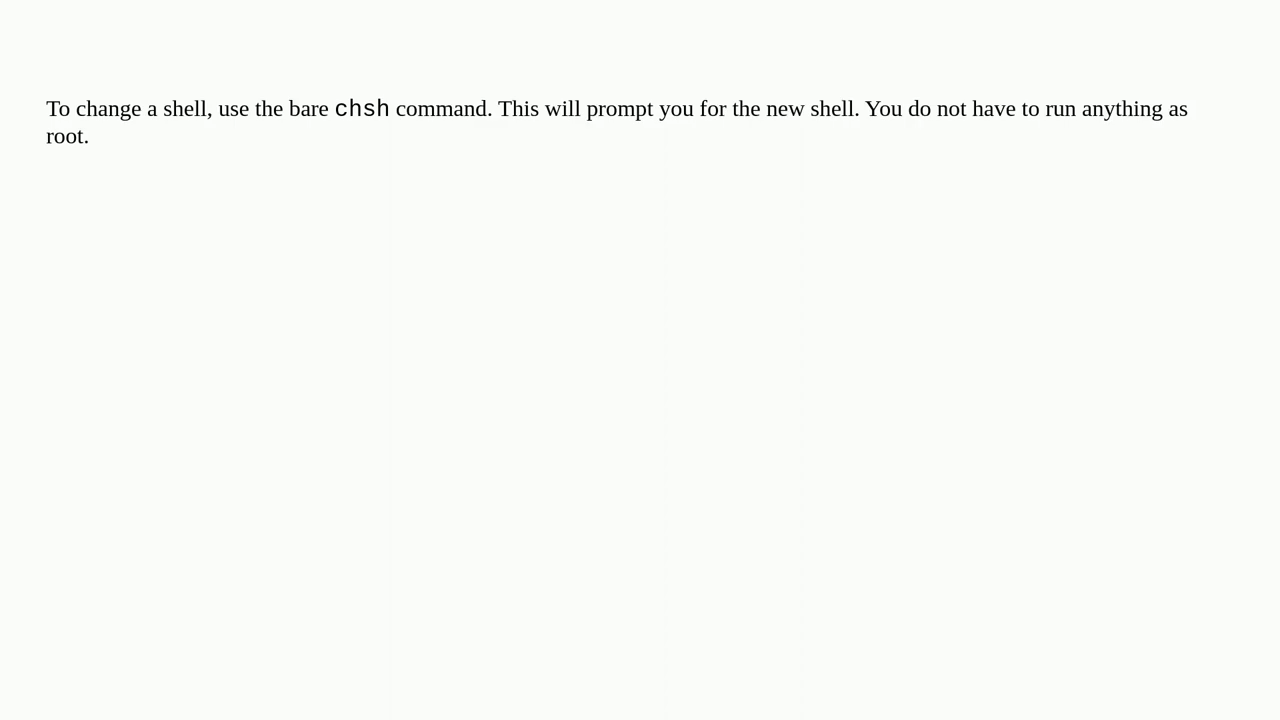 To change a shell, use the bare chsh command. This will prompt you for the new shell. You do not have to run anything as
root.